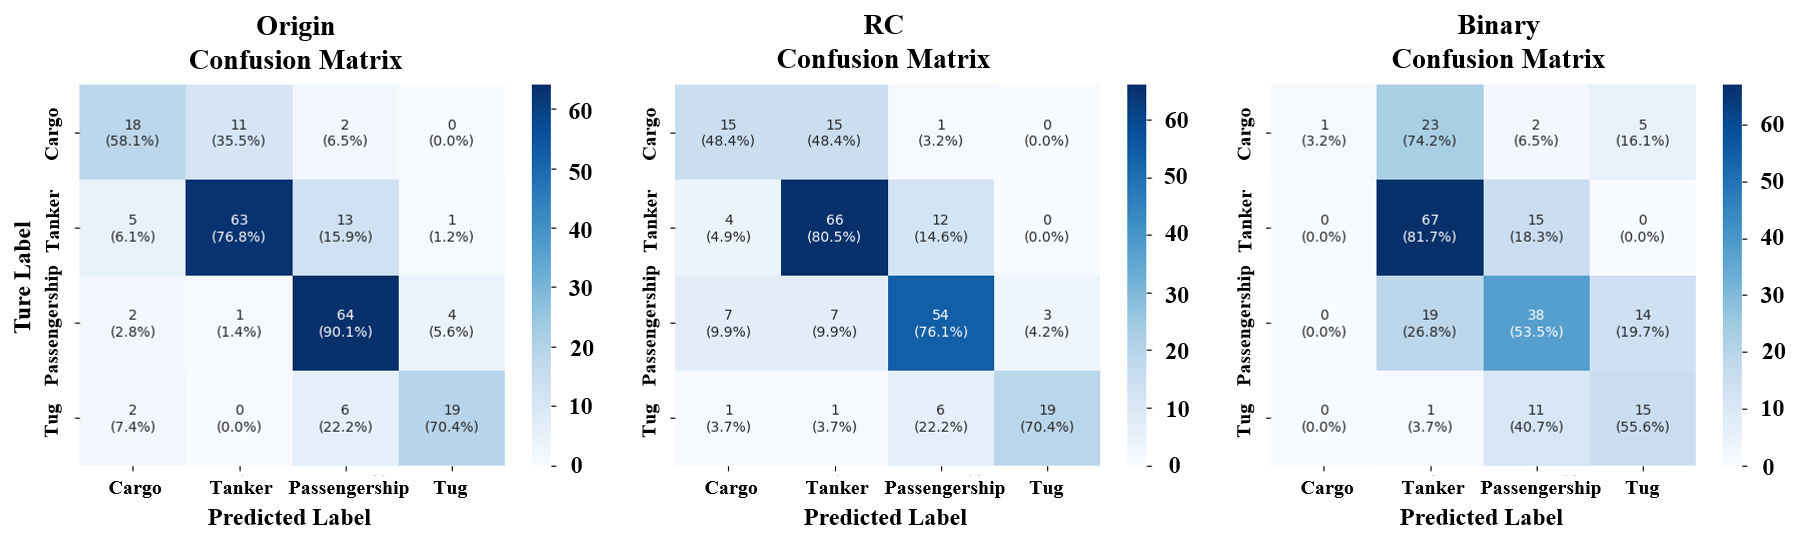 Origin
Confusion Matrix
Ture Label
Cargo
18 11 2 0
(58.1%) (35.5%) (6.5%) (0.0%)
Tanker
5 63 13 1
(6.1%) (76.8%) (15.9%) (1.2%)
Passengership
2 1 64 4
(2.8%) (1.4%) (90.1%) (5.6%)
Tug
2 0 6 19
(7.4%) (0.0%) (22.2%) (70.4%)
Cargo Tanker Passengership Tug
Predicted Label
60
50
40
30
20
10
0
RC
Confusion Matrix
Cargo
15 15 1 0
(48.4%) (48.4%) (3.2%) (0.0%)
Tanker
4 66 12 0
(4.9%) (80.5%) (14.6%) (0.0%)
Passengership
7 7 54 3
(9.9%) (9.9%) (76.1%) (4.2%)
Tug
1 1 6 19
(3.7%) (3.7%) (22.2%) (70.4%)
Cargo Tanker Passengership Tug
Predicted Label
60
50
40
30
20
10
0
Binary
Confusion Matrix
Cargo
1 23 2 5
(3.2%) (74.2%) (6.5%) (16.1%)
Tanker
0 67 15 0
(0.0%) (81.7%) (18.3%) (0.0%)
Passengership
0 19 38 14
(0.0%) (26.8%) (53.5%) (19.7%)
Tug
0 1 11 15
(0.0%) (3.7%) (40.7%) (55.6%)
Cargo Tanker Passengership Tug
Predicted Label
60
50
40
30
20
10
0